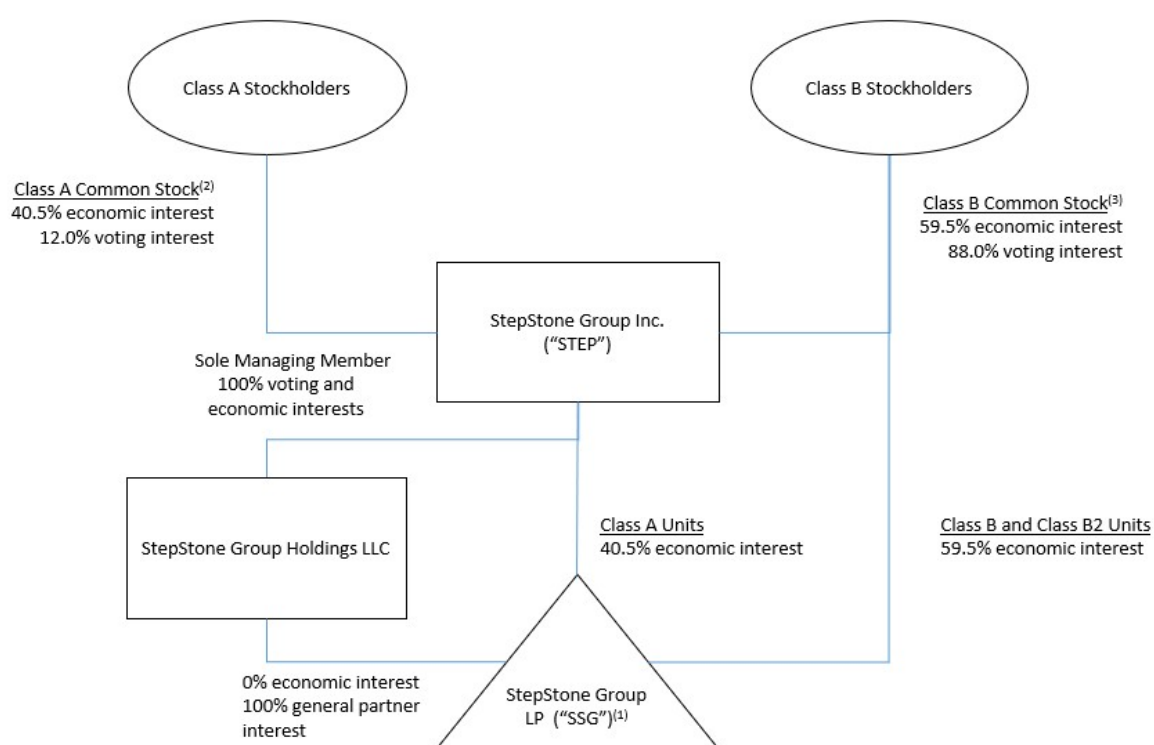 Class A Stockholders
Class B Stockholders
Class A Common Stock(2)
40.5% economic interest
12.0% voting interest
Class B Common Stock(3)
59.5% economic interest
88.0% voting interest
StepStone Group Inc.
(“STEP”)
Sole Managing Member
100% voting and
economic interests
StepStone Group Holdings LLC
Class A Units
40.5% economic interest
Class B and Class B2 Units
59.5% economic interest
0% economic interest
100% general partner
interest
StepStone Group
LP (“SSG”)(1)